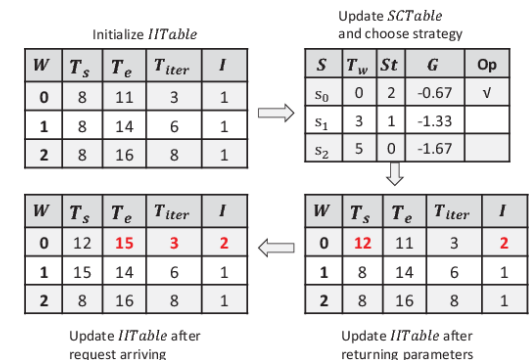 Initialize IITable
W T_s T_e T_iter I
0 8 11 3 1
1 8 14 6 1
2 8 16 8 1
Update SCTable
and choose strategy
S T_w St G Op
s_0 0 2 -0.67 √
s_1 3 1 -1.33
s_2 5 0 -1.67
W T_s T_e T_iter I
0 12 15 3 2
1 15 14 6 1
2 8 16 8 1
Update IITable after
request arriving
W T_s T_e T_iter I
0 12 11 3 2
1 8 14 6 1
2 8 16 8 1
Update IITable after
returning parameters